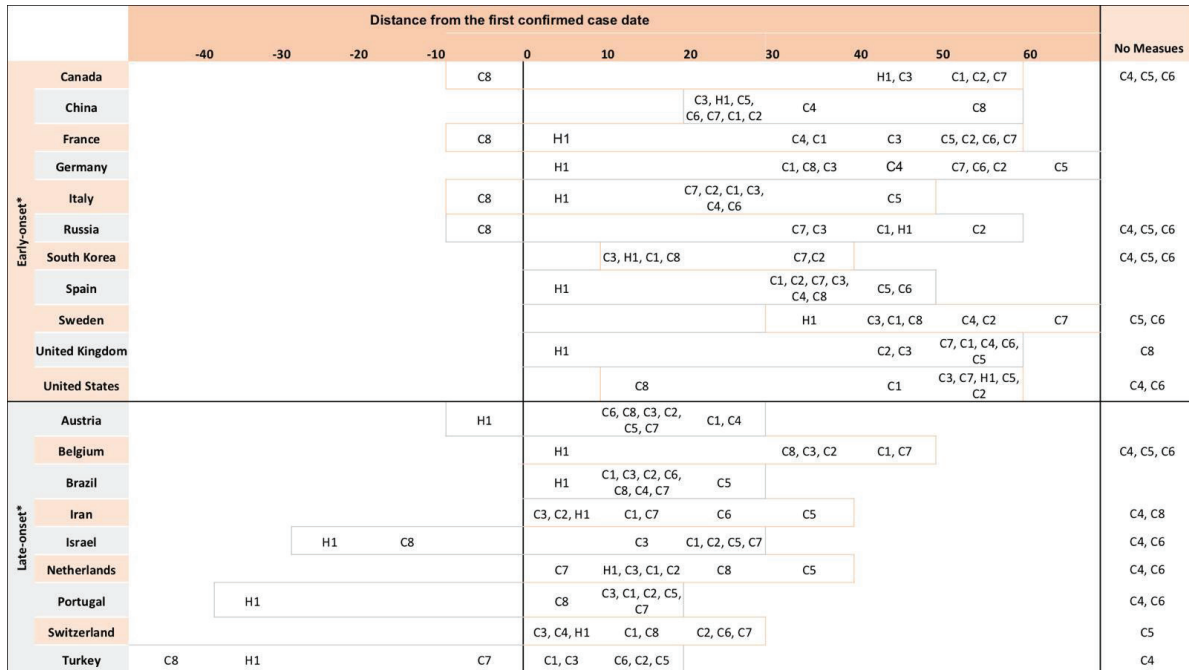 Distance from the first confirmed case date
-40 -30 -20 -10 0 10 20 30 40 50 60 No Measues
Early-onset*
Canada C8 H1, C3 C1, C2, C7 C4, C5, C6
China C3, H1, C5, C4 C8
C6, C7, C1, C2
France C8 H1 C4, C1 C3 C5, C2, C6, C7
Germany H1 C1, C8, C3 C4 C7, C6, C2 C5
Italy C8 H1 C7, C2, C1, C3, C5
C4, C6
Russia C8 C7, C3 C1, H1 C2 C4, C5, C6
South Korea C3, H1, C1, C8 C7,C2 C4, C5, C6
Spain H1 C1, C2, C7, C3, C5, C6
C4, C8
Sweden H1 C3, C1, C8 C4, C2 C7 C5, C6
United Kingdom H1 C2, C3 C7, C1, C4, C6, C8
C5
United States C8 C1 C3, C7, H1, C5, C4, C6
C2
Late-onset*
Austria H1 C6, C8, C3, C2, C1, C4
C5, C7
Belgium H1 C8, C3, C2 C1, C7 C4, C5, C6
Brazil H1 C1, C3, C2, C6, C5
C8, C4, C7
Iran C3, C2, H1 C1, C7 C6 C5 C4, C8
Israel H1 C8 C3 C1, C2, C5, C7 C4, C6
Netherlands C7 H1, C3, C1, C2 C8 C5 C4, C6
Portugal H1 C8 C3, C1, C2, C5, C4, C6
C7
Switzerland C3, C4, H1 C1, C8 C2, C6, C7 C5
Turkey C8 H1 C7 C1, C3 C6, C2, C5 C4